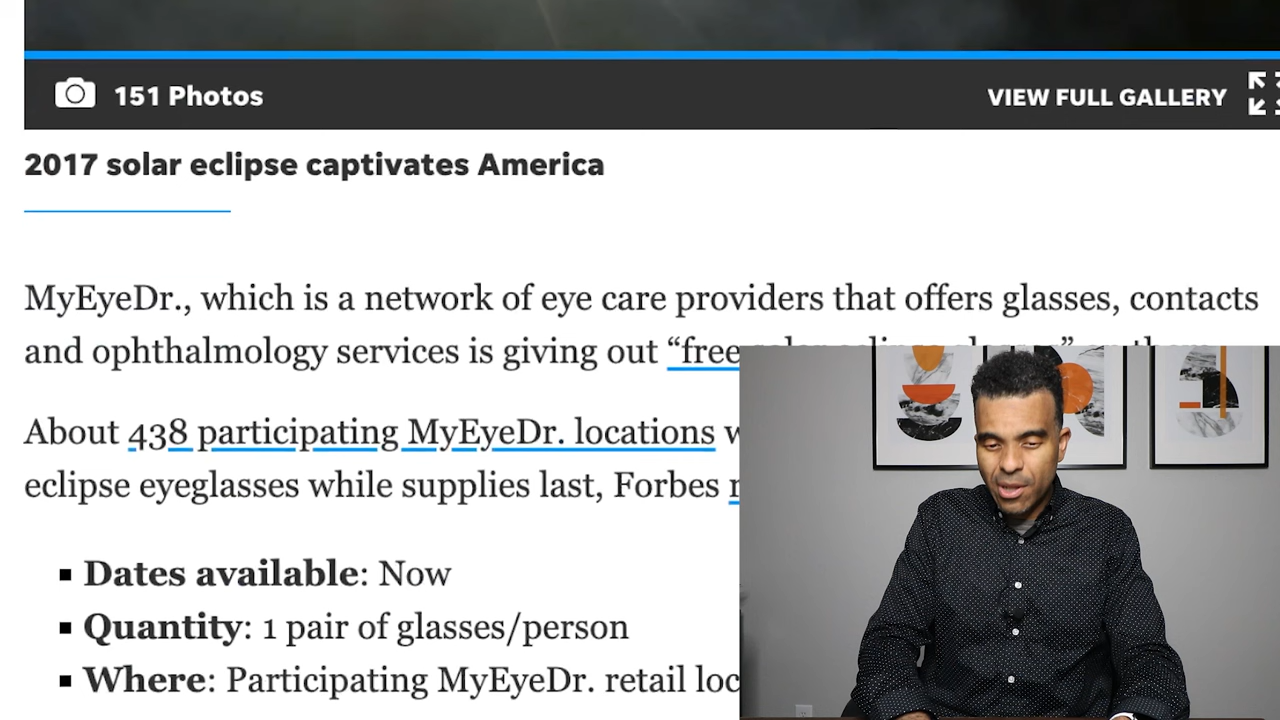 151 Photos
VIEW FULL GALLERY
2017 solar eclipse captivates America
MyEyeDr., which is a network of eye care providers that offers glasses, contacts
and ophthalmology services is giving out “free
About 438 participating MyEyeDr. locations
eclipse eyeglasses while supplies last, Forbes
▪ Dates available: Now
▪ Quantity: 1 pair of glasses/person
▪ Where: Participating MyEyeDr. retail loc